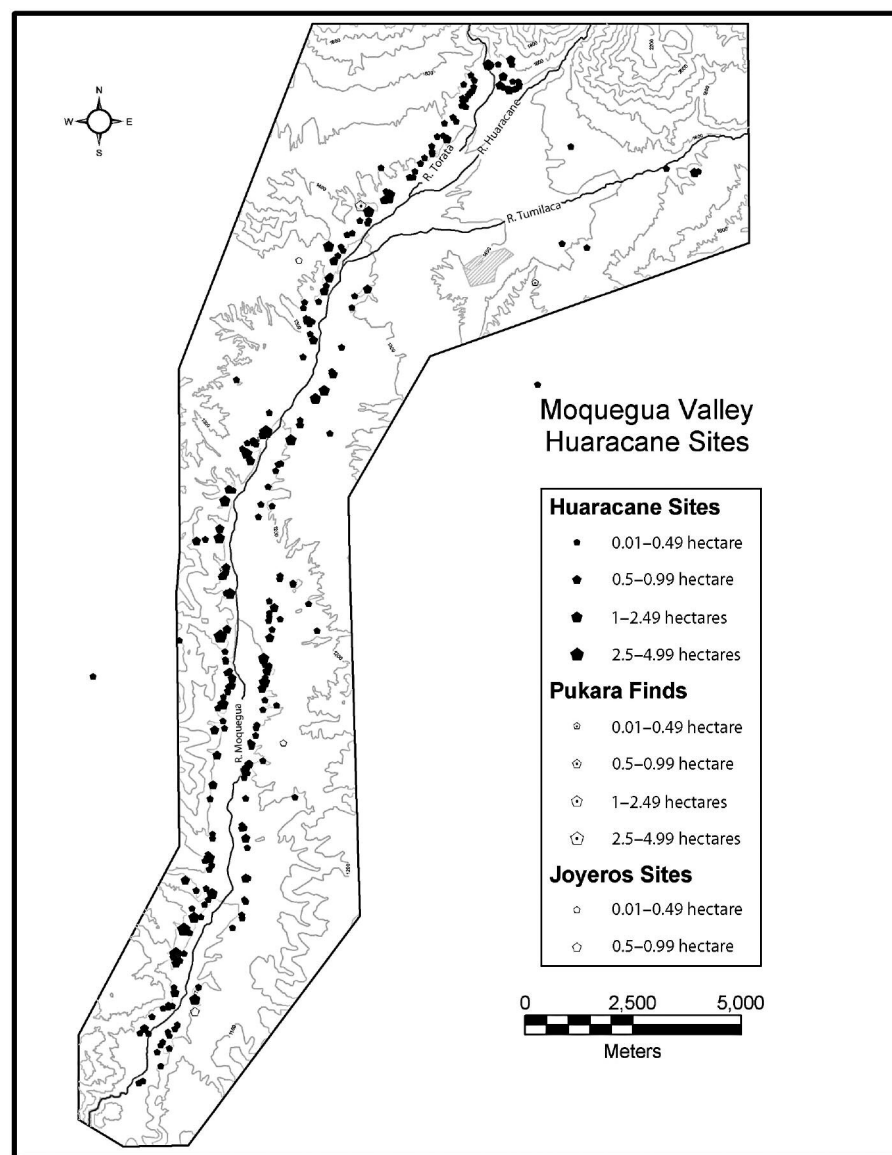 N
W E
S
R. Torata
R. Huaracane
R. Tumilaca
R. Moquegua
Moquegua Valley
Huaracane Sites
Huaracane Sites
0.01–0.49 hectare
0.5–0.99 hectare
1–2.49 hectares
2.5–4.99 hectares
Pukara Finds
0.01–0.49 hectare
0.5–0.99 hectare
1–2.49 hectares
2.5–4.99 hectares
Joyeros Sites
0.01–0.49 hectare
0.5–0.99 hectare
0 2,500 5,000
Meters